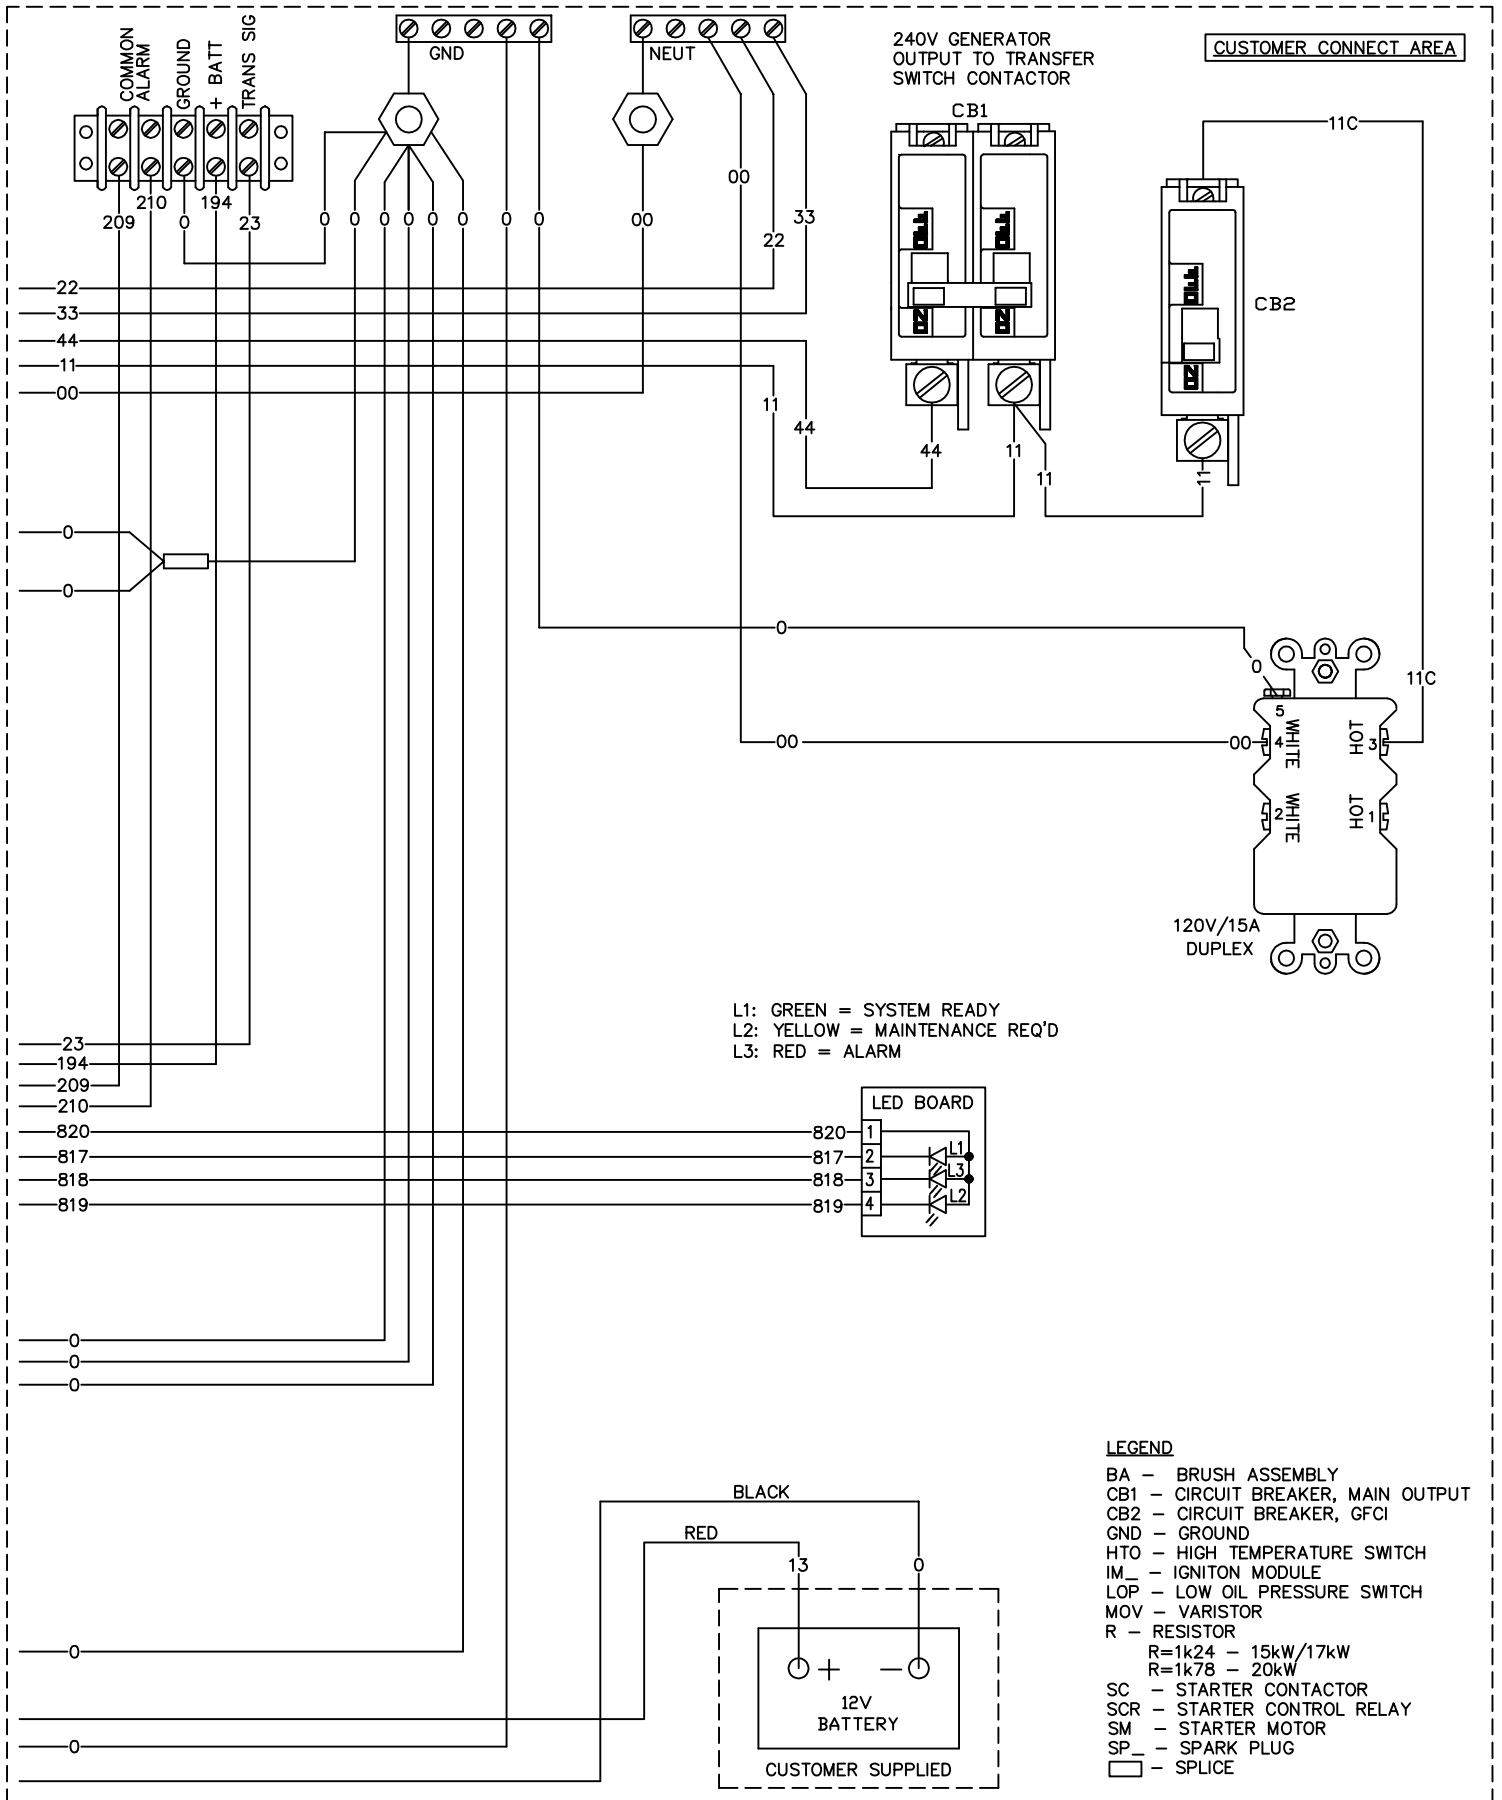 COMMON
ALARM
GROUND
+ BATT
TRANS SIG
GND
NEUT
240V GENERATOR
OUTPUT TO TRANSFER
SWITCH CONTACTOR
CUSTOMER CONNECT AREA
CB1
11C
209
210
0
194
23
0
0
0
0
0
0
0
0
00
00
22
33
22
33
44
11
00
CB2
11
44
44
11
11
11
0
0
0
0
11C
00
00
5
4
WHITE
HOT
3
2
WHITE
HOT
1
120V/15A
DUPLEX
L1: GREEN = SYSTEM READY
L2: YELLOW = MAINTENANCE REQ'D
L3: RED = ALARM
23
194
209
210
820
817
818
819
LED BOARD
820
817
818
819
1
2
3
4
L1
L3
L2
0
0
0
BLACK
RED
13
0
0
+
−
12V
BATTERY
CUSTOMER SUPPLIED
0
LEGEND
BA − BRUSH ASSEMBLY
CB1 − CIRCUIT BREAKER, MAIN OUTPUT
CB2 − CIRCUIT BREAKER, GFCI
GND − GROUND
HTO − HIGH TEMPERATURE SWITCH
IM_ − IGNITON MODULE
LOP − LOW OIL PRESSURE SWITCH
MOV − VARISTOR
R − RESISTOR
R=1k24 − 15kW/17kW
R=1k78 − 20kW
SC − STARTER CONTACTOR
SCR − STARTER CONTROL RELAY
SM − STARTER MOTOR
SP_ − SPARK PLUG
− SPLICE